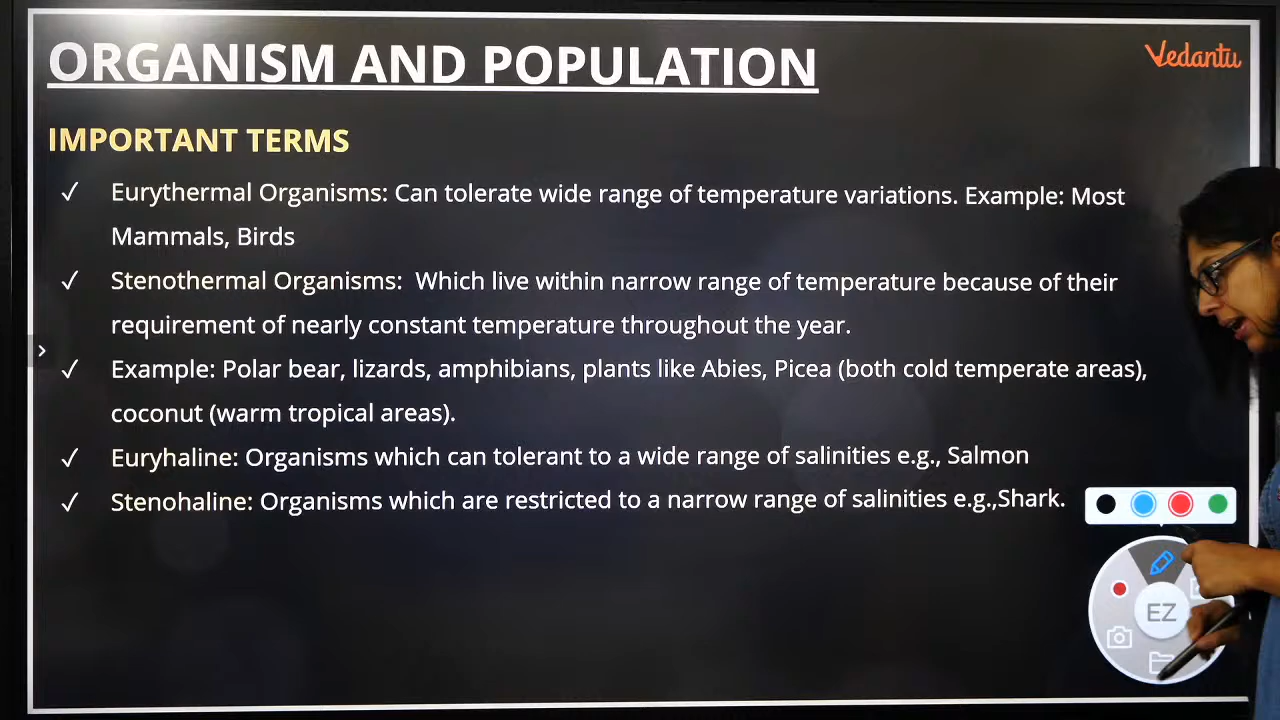 ORGANISM AND POPULATION
Vedantu
IMPORTANT TERMS
✓ Eurythermal Organisms: Can tolerate wide range of temperature variations. Example: Most
Mammals, Birds
✓ Stenothermal Organisms: Which live within narrow range of temperature because of their
requirement of nearly constant temperature throughout the year.
✓ Example: Polar bear, lizards, amphibians, plants like Abies, Picea (both cold temperate areas),
coconut (warm tropical areas).
✓ Euryhaline: Organisms which can tolerant to a wide range of salinities e.g., Salmon
✓ Stenohaline: Organisms which are restricted to a narrow range of salinities e.g.,Shark.
EZ